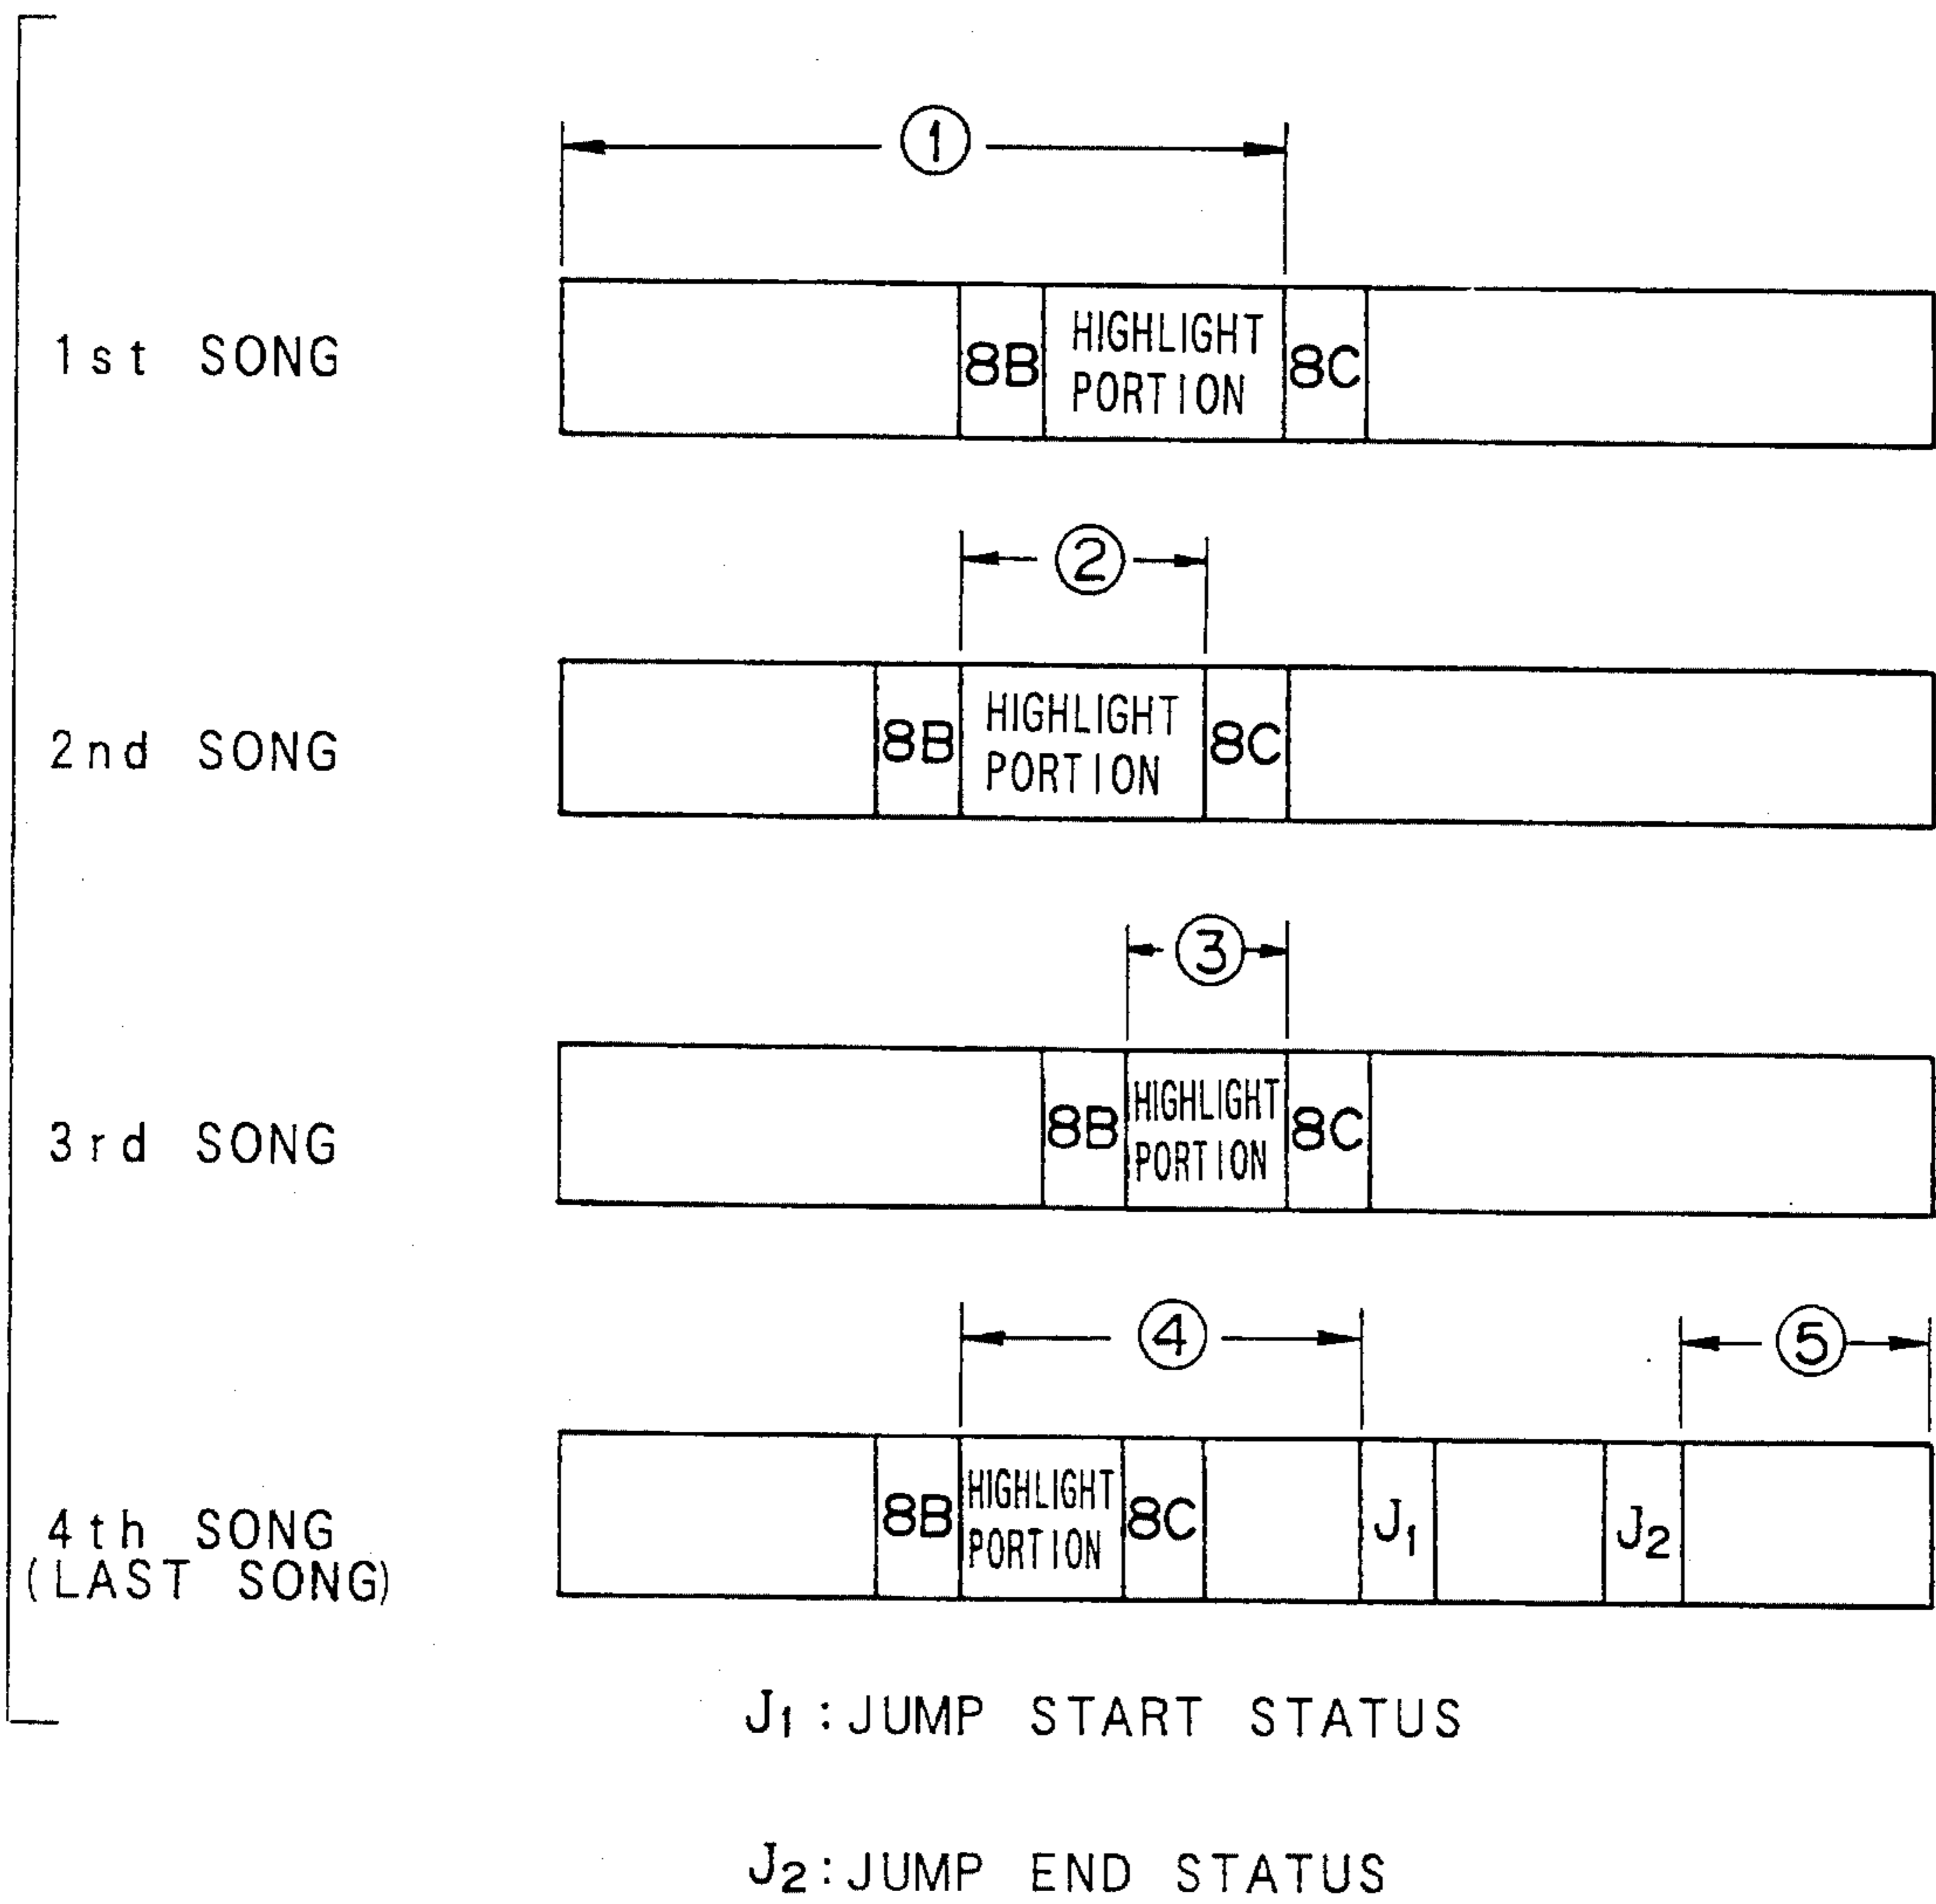 ①
1st SONG
8B
HIGHLIGHT
PORTION
8C
②
2nd SONG
8B
HIGHLIGHT
PORTION
8C
③
3rd SONG
8B
HIGHLIGHT
PORTION
8C
④
⑤
4th SONG
(LAST SONG)
8B
HIGHLIGHT
PORTION
8C
J₁
J₂
J₁:JUMP START STATUS
J₂:JUMP END STATUS